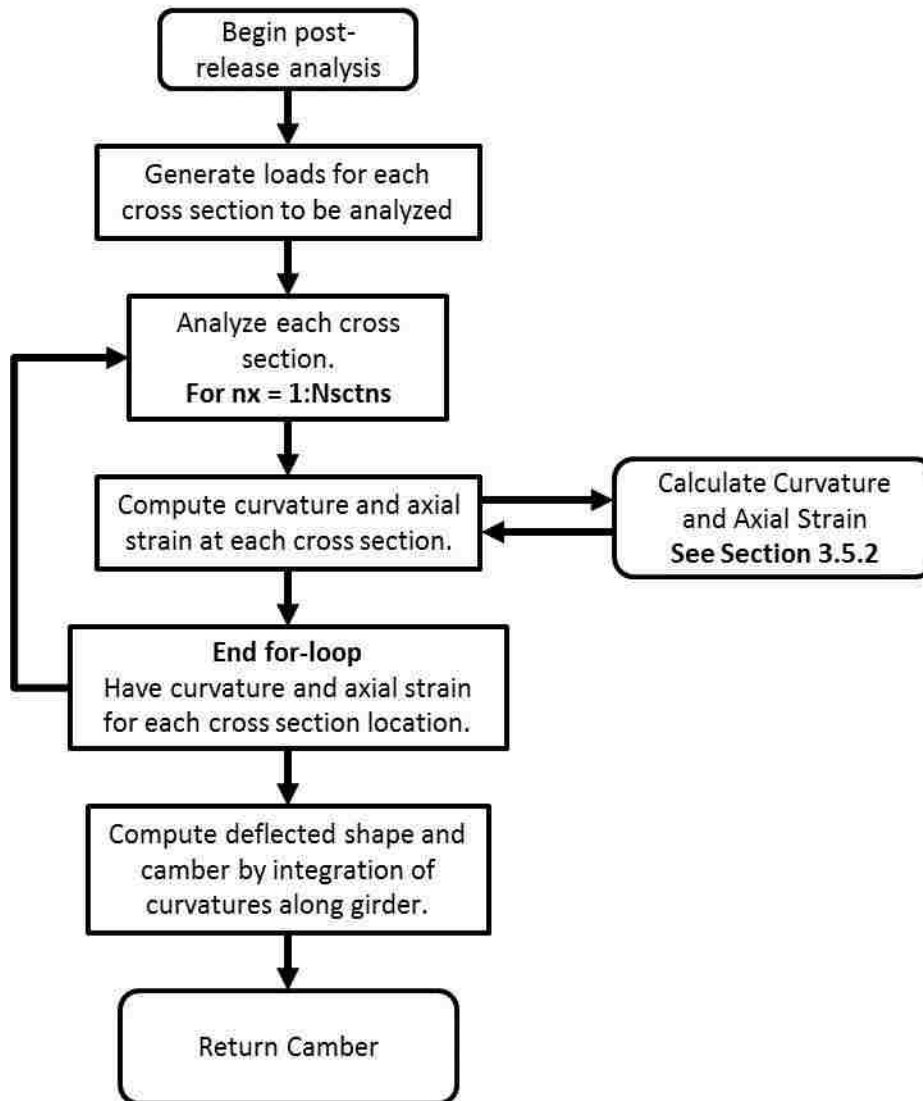 Begin post-
release analysis
Generate loads for each
cross section to be analyzed
Analyze each cross
section.
For nx = 1:Nsctns
Compute curvature and axial
strain at each cross section.
Calculate Curvature
and Axial Strain
See Section 3.5.2
End for-loop
Have curvature and axial strain
for each cross section location.
Compute deflected shape and
camber by integration of
curvatures along girder.
Return Camber